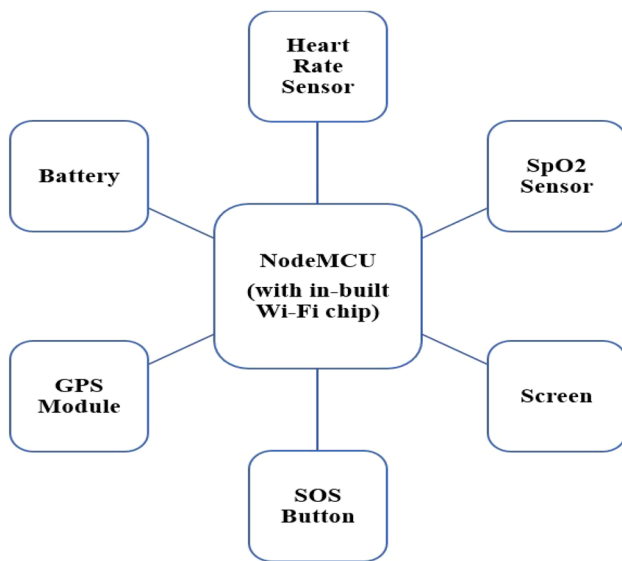 Heart
Rate
Sensor
Battery
SpO2
Sensor
NodeMCU
(with in-built
Wi-Fi chip)
GPS
Module
Screen
SOS
Button